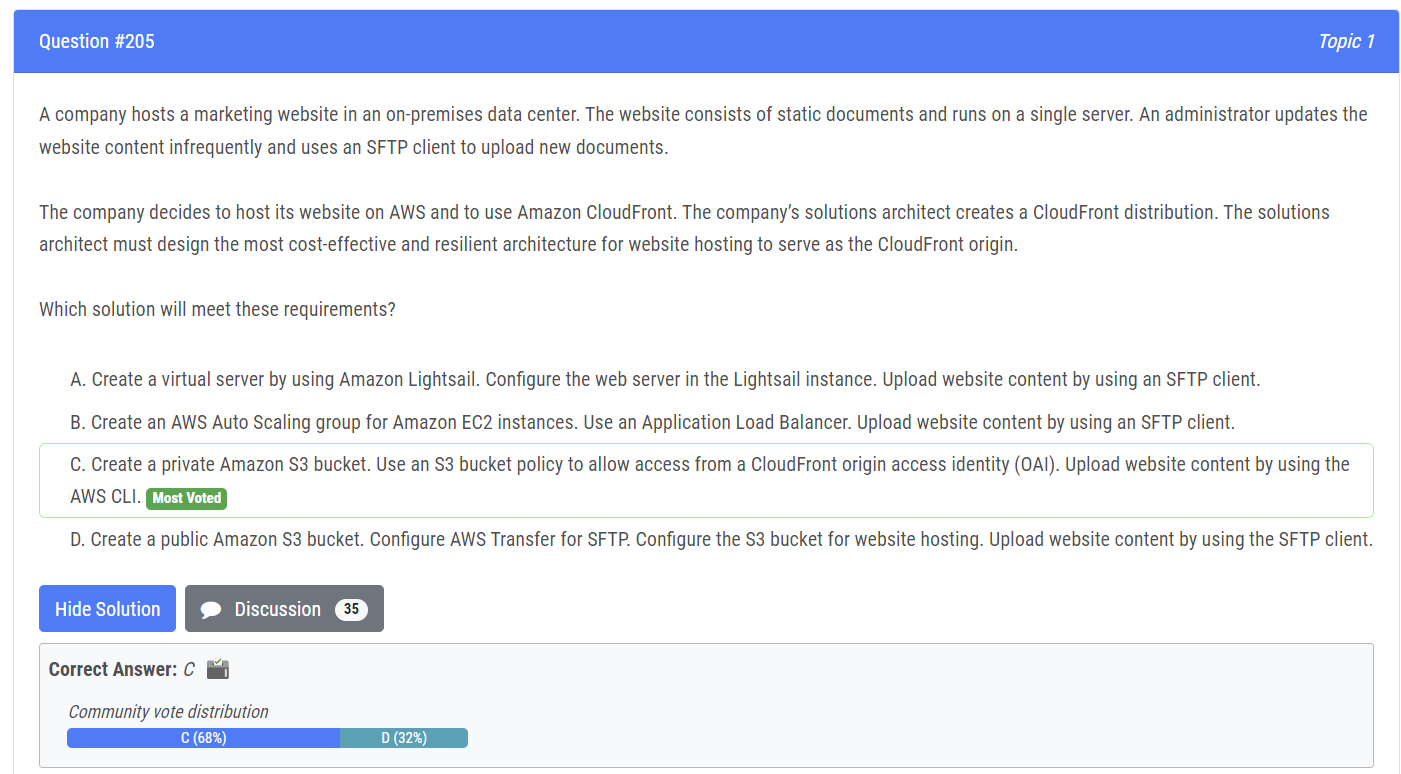 Question #205
Topic 1
A company hosts a marketing website in an on-premises data center. The website consists of static documents and runs on a single server. An administrator updates the
website content infrequently and uses an SFTP client to upload new documents.
The company decides to host its website on AWS and to use Amazon CloudFront. The company’s solutions architect creates a CloudFront distribution. The solutions
architect must design the most cost-effective and resilient architecture for website hosting to serve as the CloudFront origin.
Which solution will meet these requirements?
A. Create a virtual server by using Amazon Lightsail. Configure the web server in the Lightsail instance. Upload website content by using an SFTP client.
B. Create an AWS Auto Scaling group for Amazon EC2 instances. Use an Application Load Balancer. Upload website content by using an SFTP client.
C. Create a private Amazon S3 bucket. Use an S3 bucket policy to allow access from a CloudFront origin access identity (OAI). Upload website content by using the
AWS CLI. Most Voted
D. Create a public Amazon S3 bucket. Configure AWS Transfer for SFTP. Configure the S3 bucket for website hosting. Upload website content by using the SFTP client.
Hide Solution
Discussion 35
Correct Answer: C
Community vote distribution
C (68%)
D (32%)